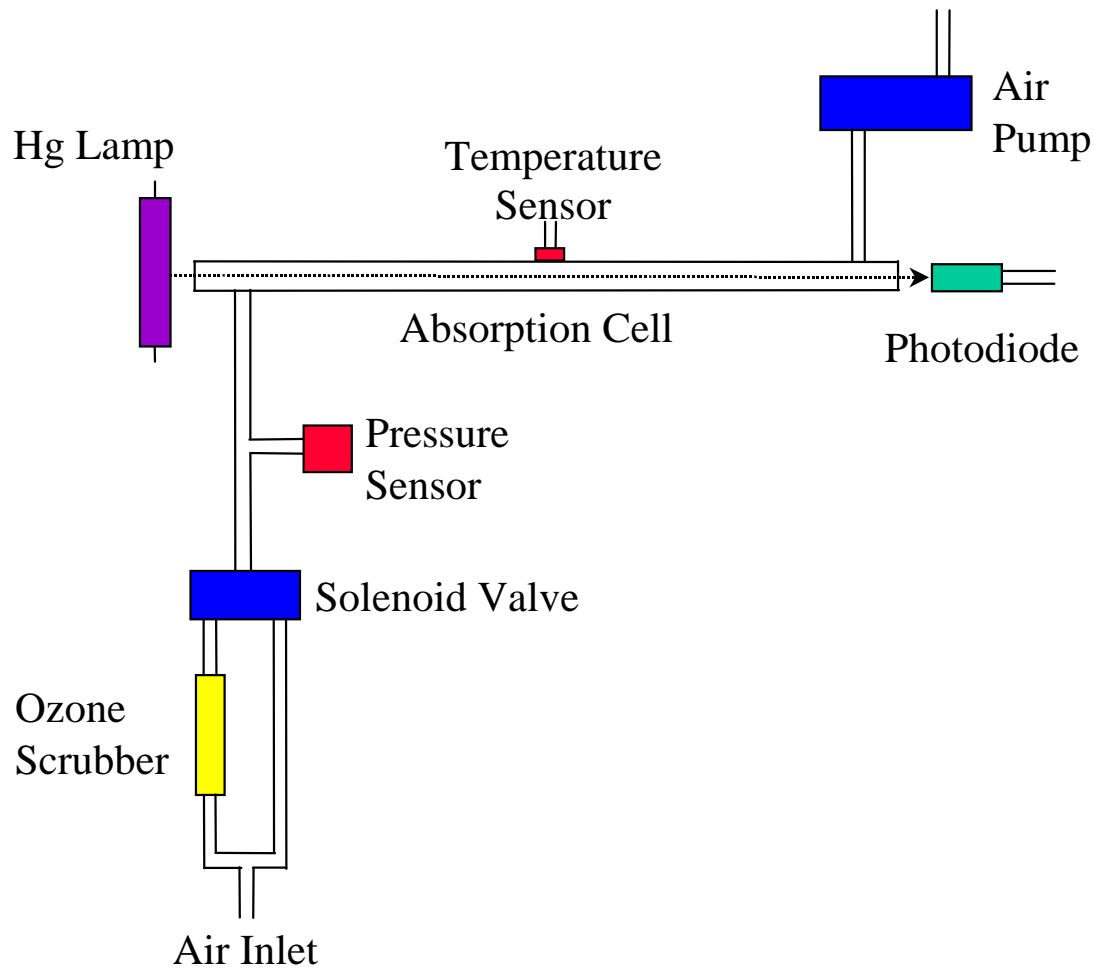 Air
Pump
Hg Lamp
Temperature
Sensor
Absorption Cell
Photodiode
Pressure
Sensor
Solenoid Valve
Ozone
Scrubber
Air Inlet